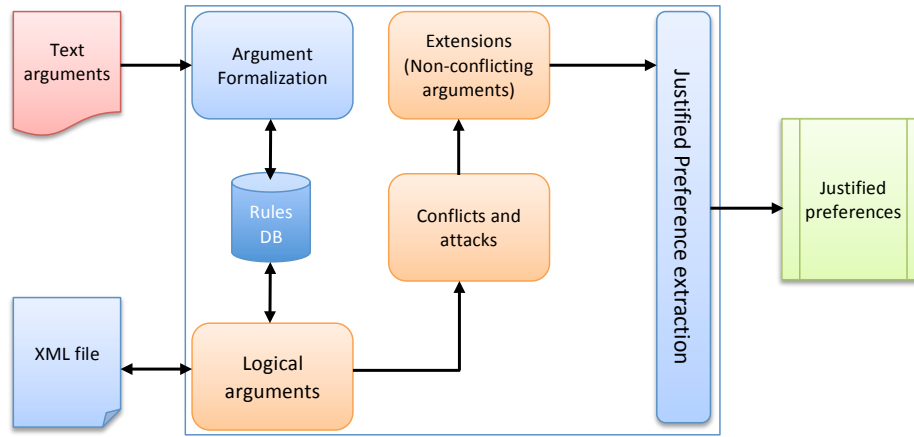 Text
arguments
Argument
Formalization
Extensions
(Non-conflicting
arguments)
Rules
DB
Conflicts and
attacks
Justified Preference extraction
Justified
preferences
XML file
Logical
arguments